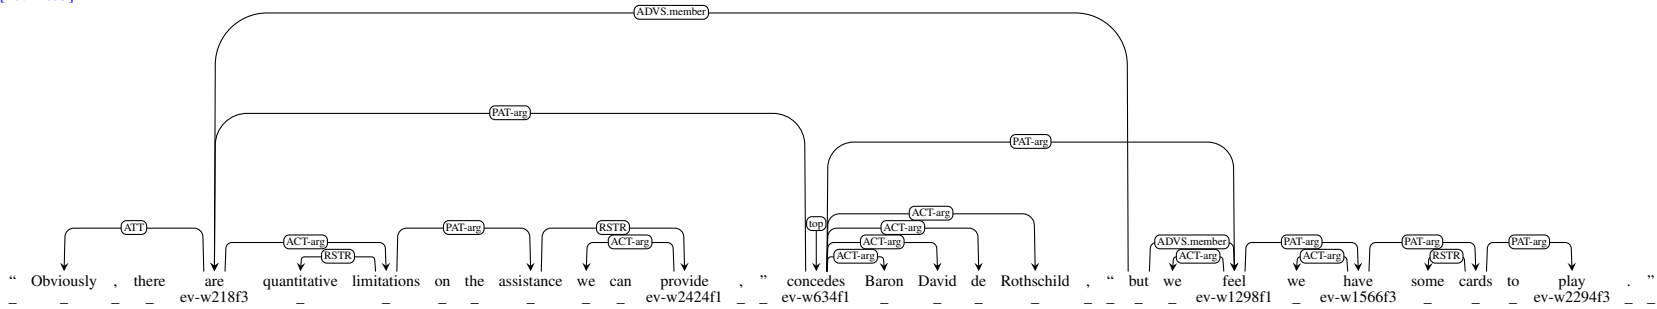 ADVS.member
PAT-arg
PAT-arg
top ACT-arg
ATT PAT-arg RSTR ACT-arg
ACT-arg ACT-arg ACT-arg ADVS.member PAT-arg PAT-arg PAT-arg
RSTR ACT-arg ACT-arg ACT-arg RSTR
“ Obviously , there are quantitative limitations on the assistance we can provide , ” concedes Baron David de Rothschild , “ but we feel we have some cards to play . ”
_ _ _ _ ev-w218f3 _ _ _ _ _ _ _ ev-w2424f1 _ _ ev-w634f1 _ _ _ _ _ _ _ _ ev-w1298f1 _ ev-w1566f3 _ _ _ ev-w2294f3 _ _